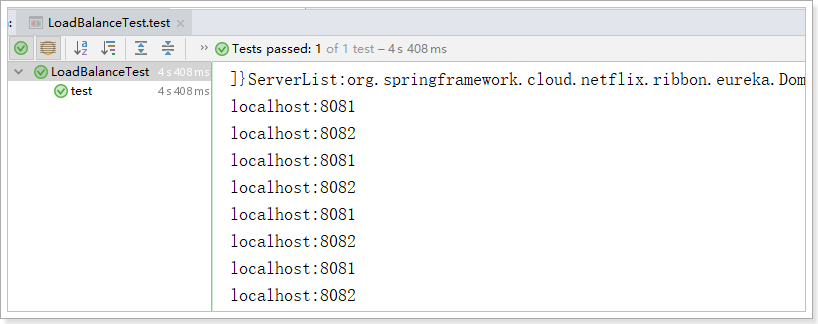 : LoadBalanceTest.test ×
Tests passed: 1 of 1 test – 4 s 408 ms
LoadBalanceTest 4 s 408 ms
test 4 s 408 ms
]}ServerList:org.springframework.cloud.netflix.ribbon.eureka.Dom
localhost:8081
localhost:8082
localhost:8081
localhost:8082
localhost:8081
localhost:8082
localhost:8081
localhost:8082